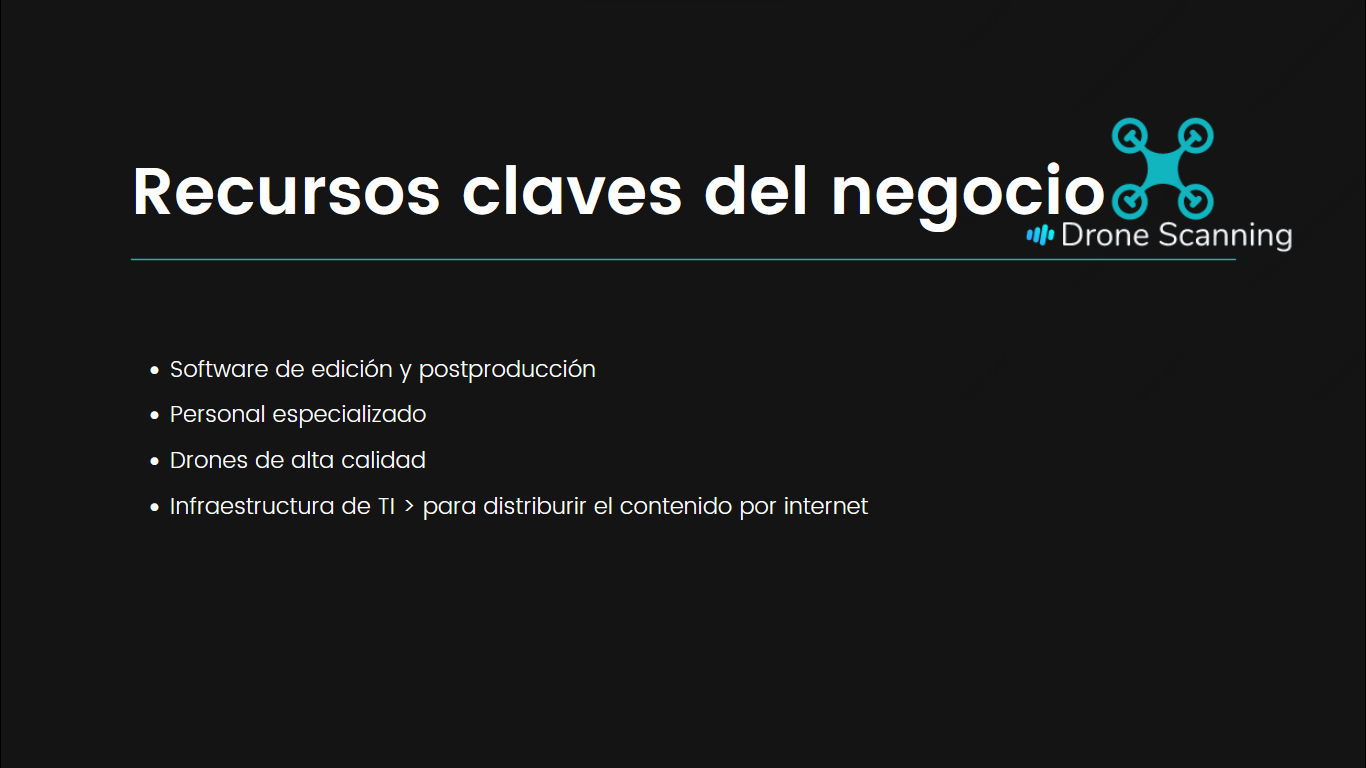 Recursos claves del negocio
Drone Scanning
Software de edición y postproducción
Personal especializado
Drones de alta calidad
Infraestructura de TI > para distriburir el contenido por internet